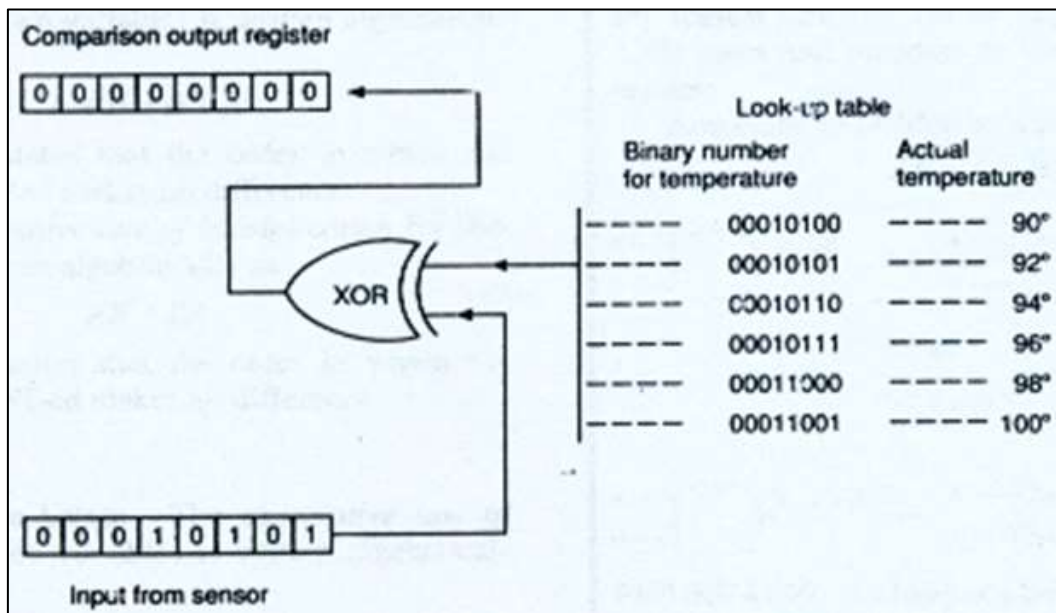 Comparison output register
0 0 0 0 0 0 0 0
Look-up table
Binary number for temperature
Actual temperature
00010100 90°
00010101 92°
00010110 94°
00010111 96°
00011000 98°
00011001 100°
XOR
0 0 0 1 0 1 0 1
Input from sensor